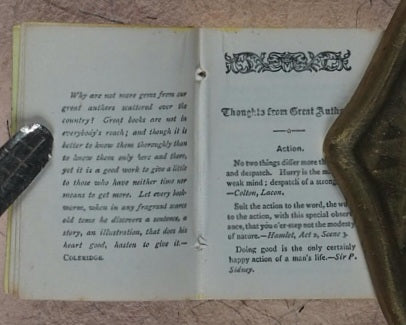 Why are not more gems from our
great authors scattered over the
country? Great books are not in
everybody's reach; and though it is
better to know them thoroughly than
to know them only here and there,
yet it is a good work to give a little
to those who have neither time nor
means to get more. Let every book-
worm, when in any fragrant scarce
old tome he discovers a sentence, a
story, an illustration, that does his
heart good, hasten to give it.—
COLERIDGE.
Thoughts from Great
Action.
No two things differ more
and despatch. Hurry is the
weak mind; despatch of a strong
—Colton, Lacon.
Suit the action to the word, the
to the action, with this special
ance, that you o'er-step not the modesty
of nature.—Hamlet, Act 2, Scene 3.
Doing good is the only certainly
happy action of a man's life.—Sir P.
Sidney.